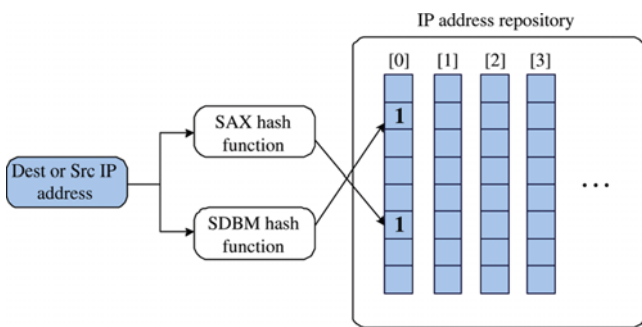 IP address repository
[0] [1] [2] [3]
SAX hash
function
1
Dest or Src IP
address
...
SDBM hash
function
1